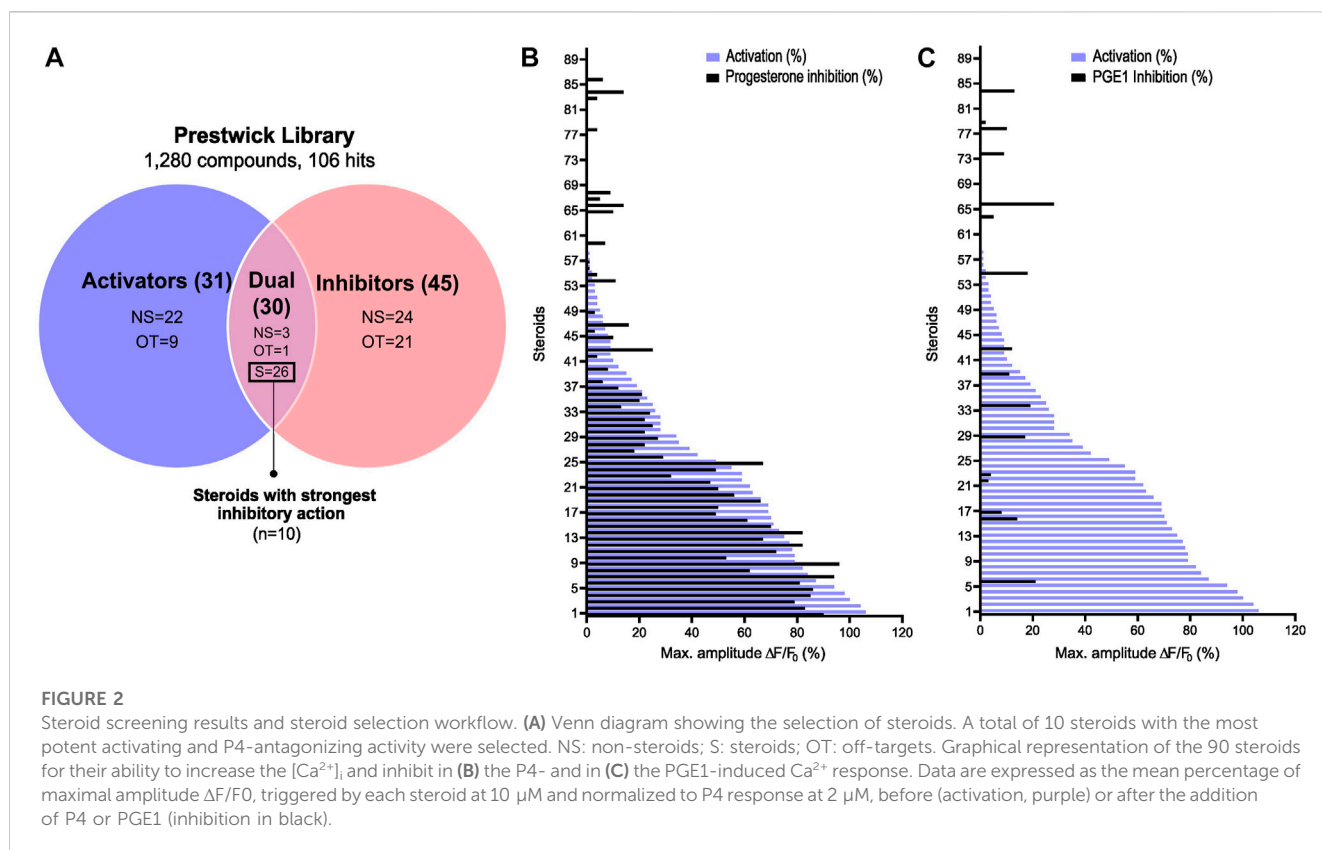 A
Prestwick Library
1,280 compounds, 106 hits
Activators (31)
NS=22
OT=9
Dual
(30)
NS=3
OT=1
S=26
Inhibitors (45)
NS=24
OT=21
Steroids with strongest
inhibitory action
(n=10)
B
Activation (%)
Progesterone inhibition (%)
Steroids
89
85
81
77
73
69
65
61
57
53
49
45
41
37
33
29
25
21
17
13
9
5
1
0 20 40 60 80 100 120
Max. amplitude ΔF/F₀ (%)
C
Activation (%)
PGE1 Inhibition (%)
Steroids
89
85
81
77
73
69
65
61
57
53
49
45
41
37
33
29
25
21
17
13
9
5
1
0 20 40 60 80 100 120
Max. amplitude ΔF/F₀ (%)
FIGURE 2
Steroid screening results and steroid selection workflow. (A) Venn diagram showing the selection of steroids. A total of 10 steroids with the most
potent activating and P4-antagonizing activity were selected. NS: non-steroids; S: steroids; OT: off-targets. Graphical representation of the 90 steroids
for their ability to increase the [Ca²⁺]ᵢ and inhibit in (B) the P4- and in (C) the PGE1-induced Ca²⁺ response. Data are expressed as the mean percentage of
maximal amplitude ΔF/F0, triggered by each steroid at 10 μM and normalized to P4 response at 2 μM, before (activation, purple) or after the addition
of P4 or PGE1 (inhibition in black).